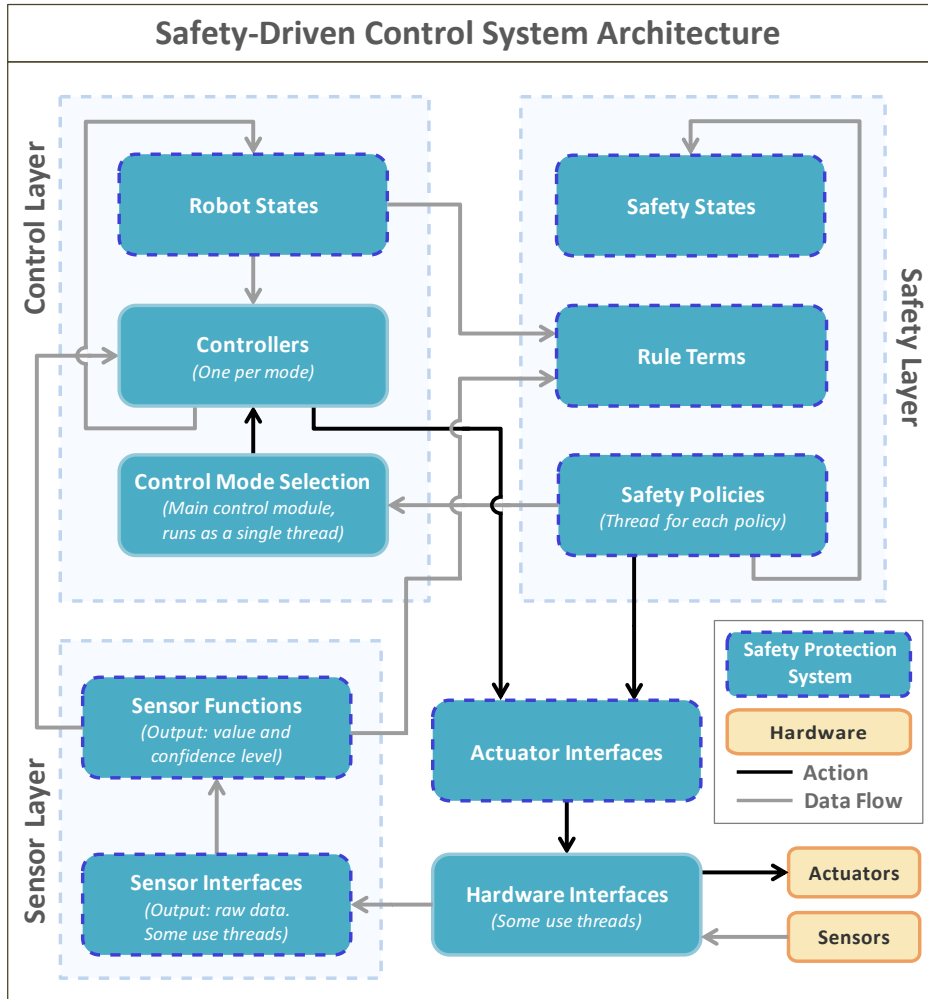 Safety-Driven Control System Architecture
Control Layer
Robot States
Controllers
(One per mode)
Control Mode Selection
(Main control module,
runs as a single thread)
Safety Layer
Safety States
Rule Terms
Safety Policies
(Thread for each policy)
Sensor Layer
Sensor Functions
(Output: value and
confidence level)
Sensor Interfaces
(Output: raw data.
Some use threads)
Actuator Interfaces
Hardware Interfaces
(Some use threads)
Safety Protection
System
Hardware
Action
Data Flow
Actuators
Sensors